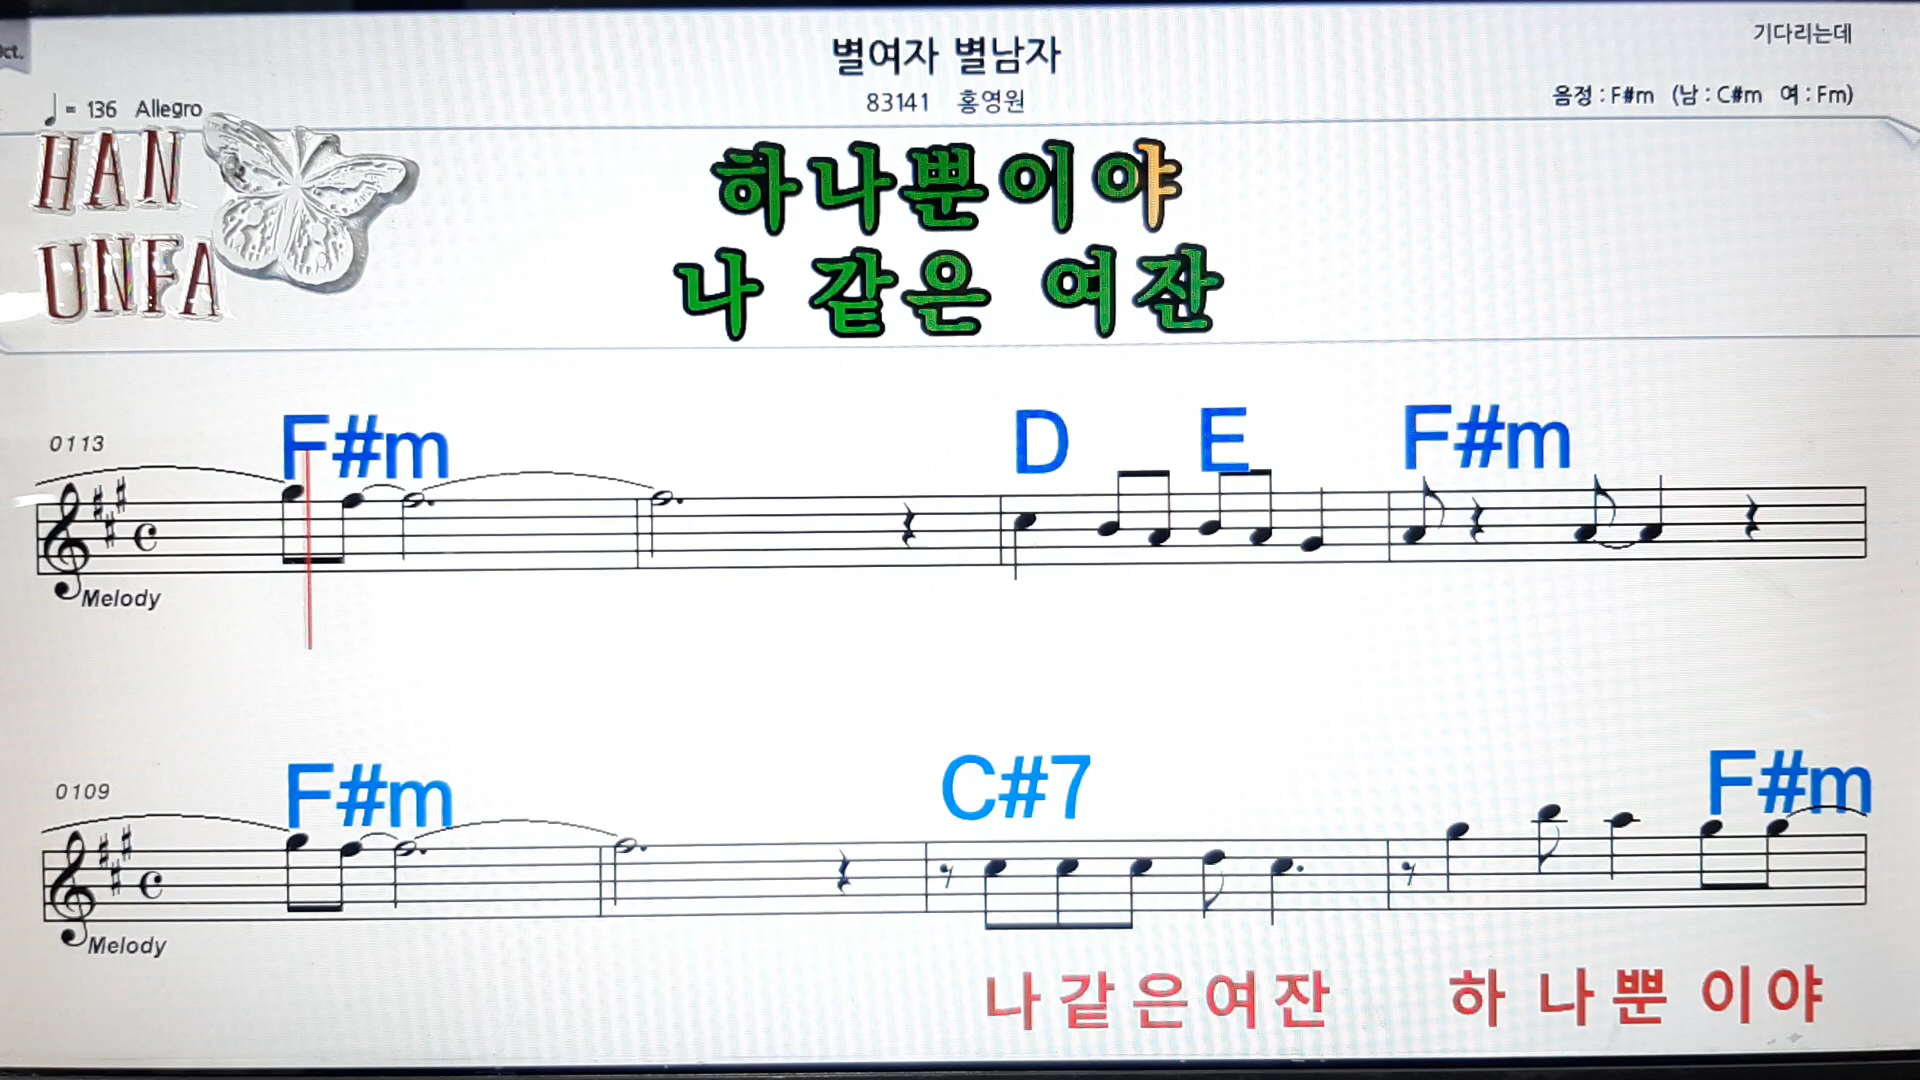 별여자 별남자
기다리는데
♩= 136 Allegro
83141 홍영원
음정 : F#m (남 : C#m 여 : Fm)
HAN
UNFA
하나뿐이야
나 같은 여잔
0113
F#m D E F#m
Melody
0109
F#m C#7 F#m
Melody
나 같 은 여 잔 하 나 뿐 이 야